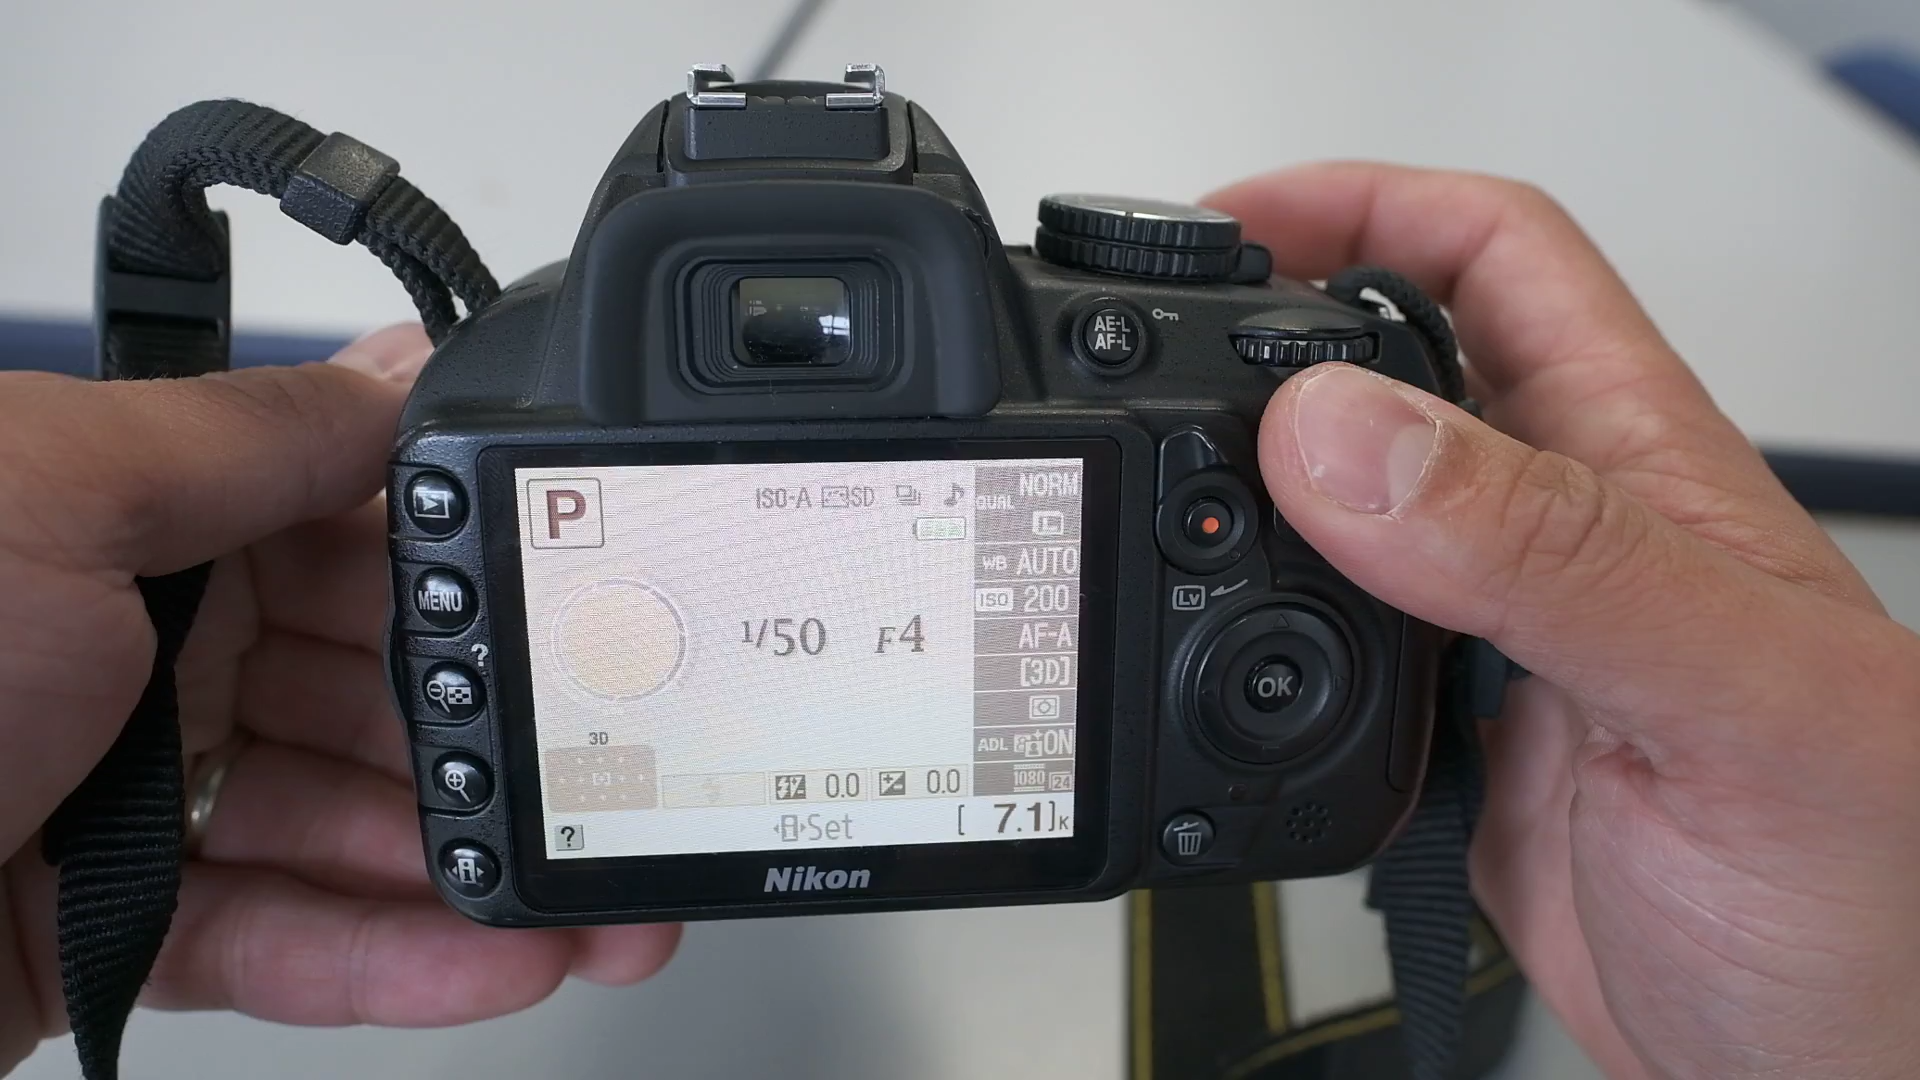 AE-L
AF-L
P
ISO-A SD
QUAL NORM
L
WB AUTO
ISO 200
AF-A
[3D]
ADL ON
1080 24
1/50 F4
3D
0.0 0.0
? Set [ 7.1]K
MENU
?
Lv
OK
Nikon